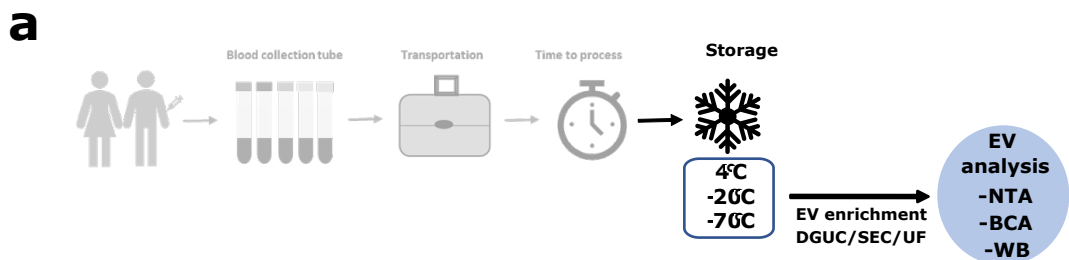 a
Blood collection tube
Transportation
Time to process
Storage
4°C
-20°C
-70°C
EV enrichment
DGUC/SEC/UF
EV
analysis
-NTA
-BCA
-WB